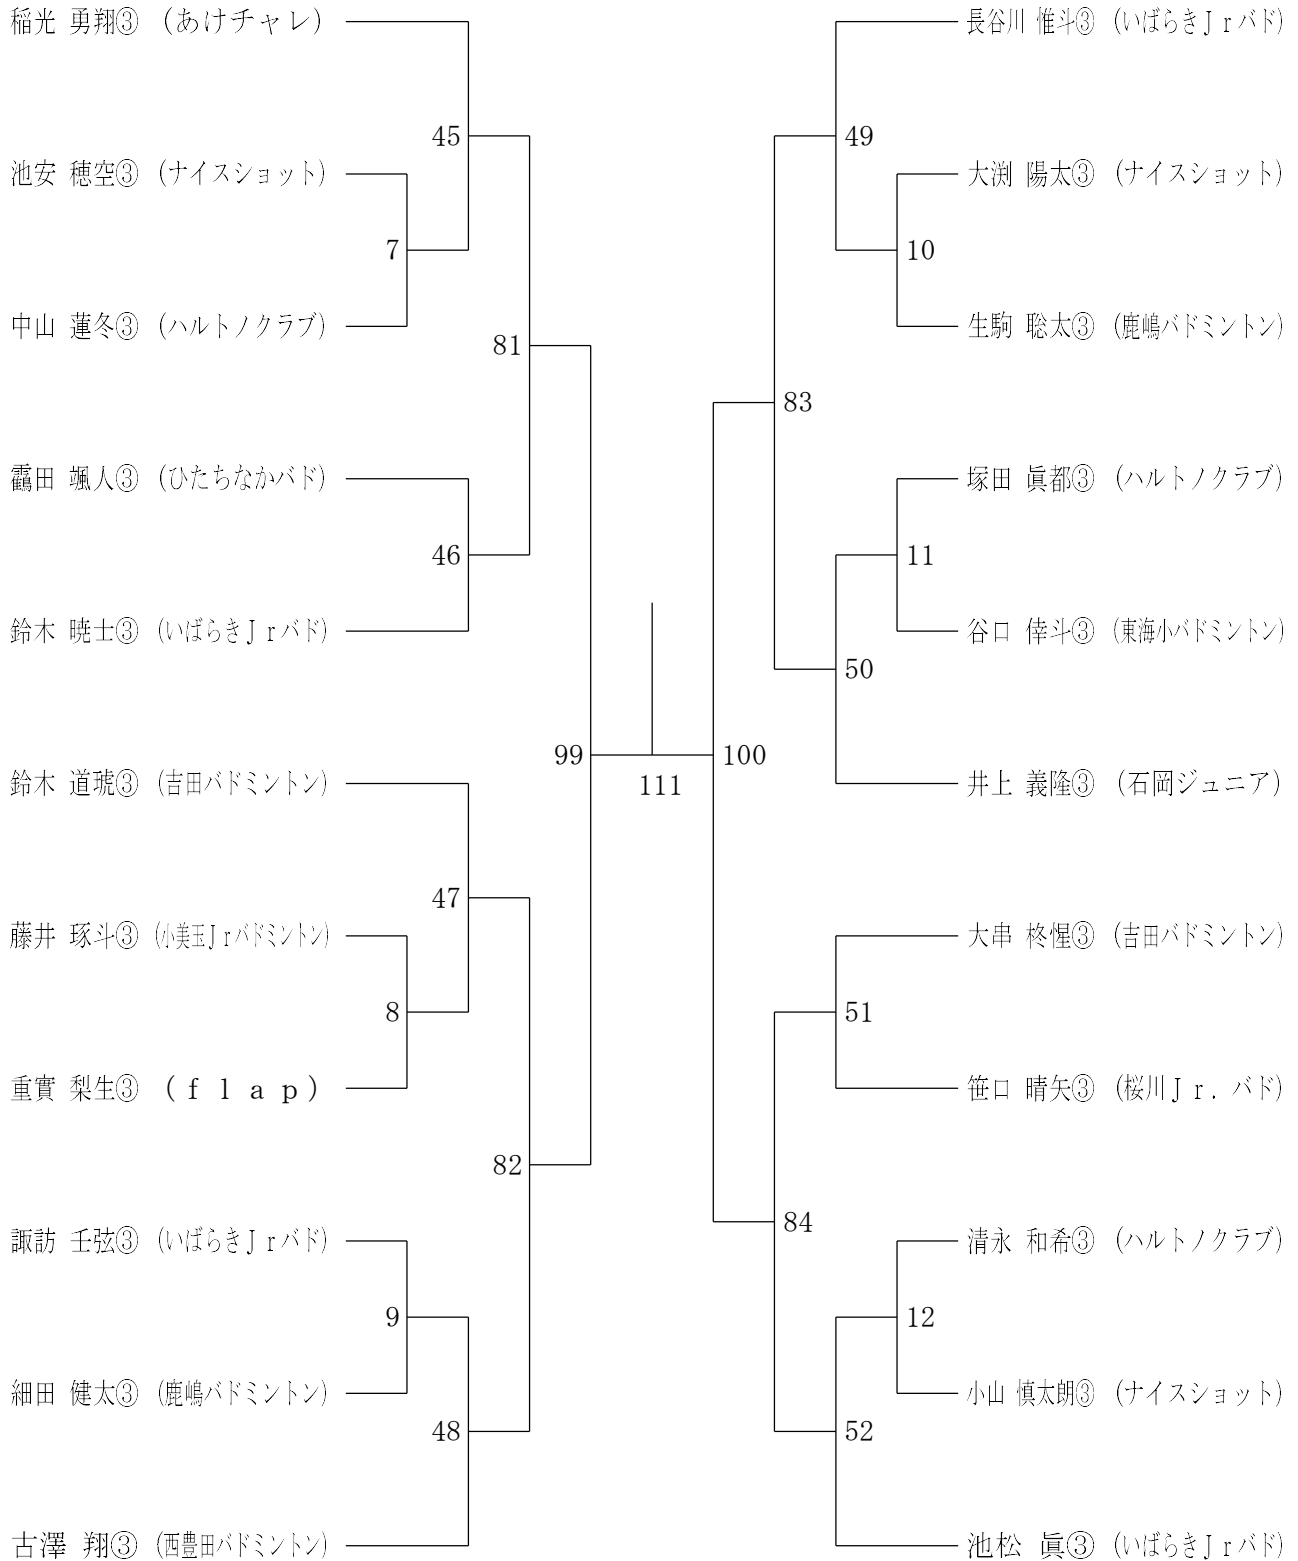 稲光 勇翔③ (あけチャレ)
45
池安 穂空③ (ナイスショット)
7
中山 蓮冬③ (ハルトノクラブ)
81
靏田 颯人③ (ひたちなかバド)
46
鈴木 暁士③ (いばらきJrバド)
99
鈴木 道琥③ (吉田バドミントン)
47
藤井 琢斗③ (小美玉Jrバドミントン)
8
重實 梨生③ (flap)
82
諏訪 壬弦③ (いばらきJrバド)
9
細田 健太③ (鹿嶋バドミントン)
48
古澤 翔③ (西豊田バドミントン)
111
長谷川 惟斗③ (いばらきJrバド)
49
大渕 陽太③ (ナイスショット)
10
生駒 聡太③ (鹿嶋バドミントン)
83
塚田 眞都③ (ハルトノクラブ)
11
谷口 倖斗③ (東海小バドミントン)
50
100
井上 義隆③ (石岡ジュニア)
大串 柊惺③ (吉田バドミントン)
51
笹口 晴矢③ (桜川Jr.バド)
84
清永 和希③ (ハルトノクラブ)
12
小山 慎太朗③ (ナイスショット)
52
池松 眞③ (いばらきJrバド)